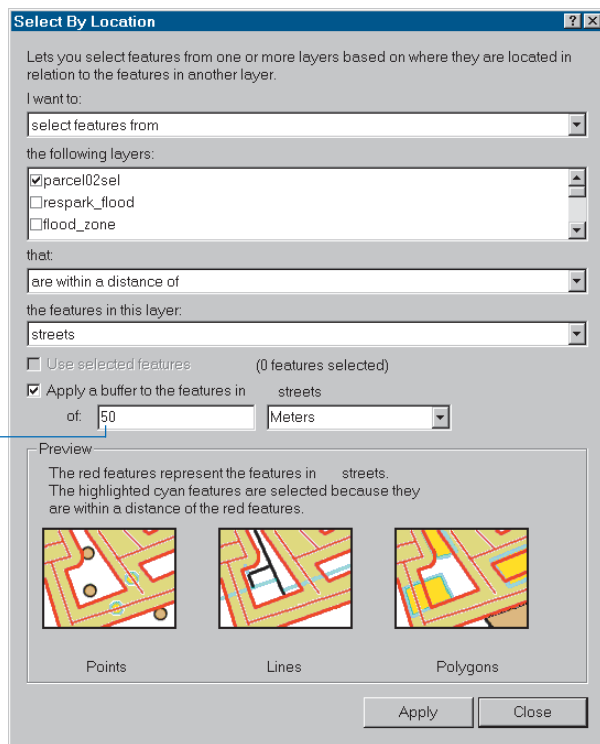 Select By Location
Lets you select features from one or more layers based on where they are located in
relation to the features in another layer.
I want to:
select features from
the following layers:
parcel02sel
respark_flood
flood_zone
that:
are within a distance of
the features in this layer:
streets
Use selected features (0 features selected)
Apply a buffer to the features in streets
of: 50 Meters
Preview
The red features represent the features in streets.
The highlighted cyan features are selected because they
are within a distance of the red features.
Points Lines Polygons
Apply Close